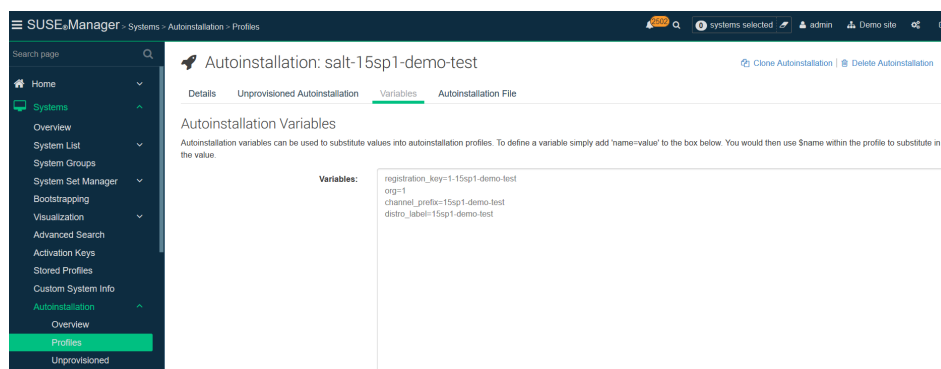 SUSE Manager > Systems > Autoinstallation > Profiles
2502
0 systems selected
admin
Demo site
Search page
Home
Systems
Overview
System List
System Groups
System Set Manager
Bootstrapping
Visualization
Advanced Search
Activation Keys
Stored Profiles
Custom System Info
Autoinstallation
Overview
Profiles
Unprovisioned
Autoinstallation: salt-15sp1-demo-test
Clone Autoinstallation | Delete Autoinstallation
Details Unprovisioned Autoinstallation Variables Autoinstallation File
Autoinstallation Variables
Autoinstallation variables can be used to substitute values into autoinstallation profiles. To define a variable simply add 'name=value' to the box below. You would then use $name within the profile to substitute in
the value.
Variables:
registration_key=1-15sp1-demo-test
org=1
channel_prefix=15sp1-demo-test
distro_label=15sp1-demo-test